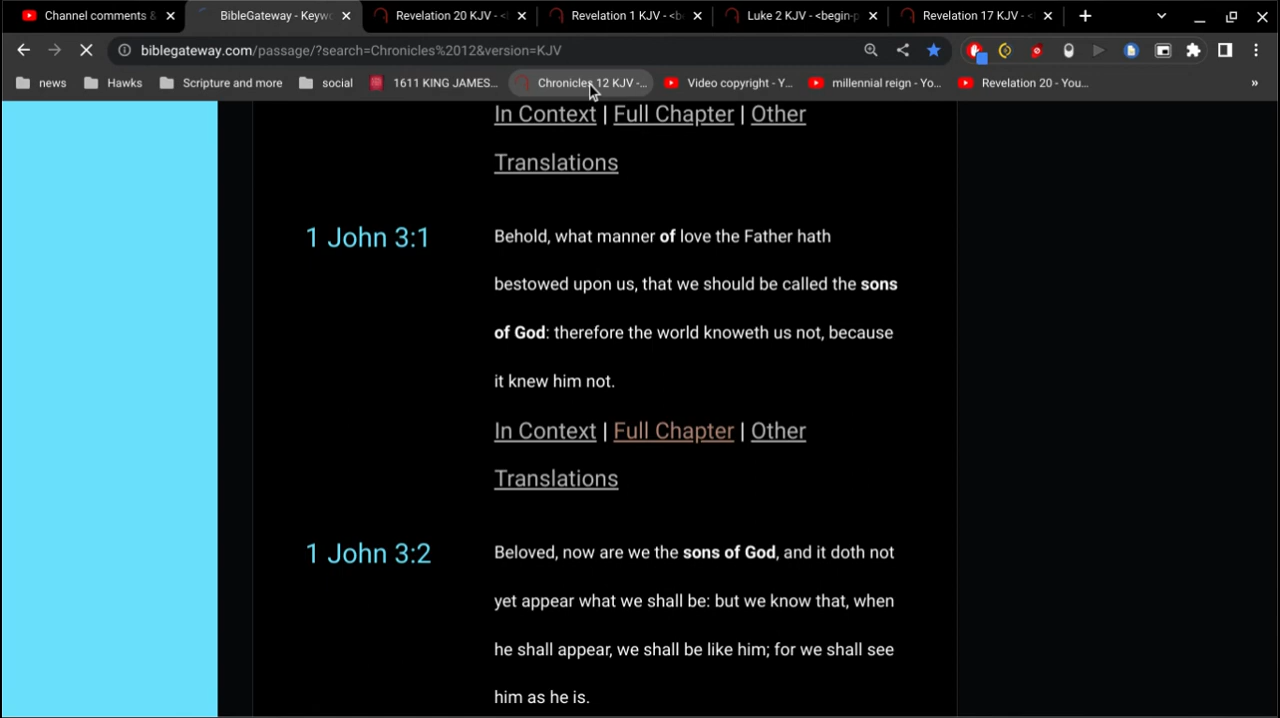 Channel comments &
BibleGateway - Keyw
Revelation 20 KJV - <
Revelation 1 KJV - <b
Luke 2 KJV - <begin-p
Revelation 17 KJV - <
biblegateway.com/passage/?search=Chronicles%2012&version=KJV
news
Hawks
Scripture and more
social
1611 KING JAMES...
Chronicles 12 KJV -...
Video copyright - Y...
millennial reign - Yo...
Revelation 20 - You...
»
In Context | Full Chapter | Other
Translations
1 John 3:1
Behold, what manner of love the Father hath
bestowed upon us, that we should be called the sons
of God: therefore the world knoweth us not, because
it knew him not.
In Context | Full Chapter | Other
Translations
1 John 3:2
Beloved, now are we the sons of God, and it doth not
yet appear what we shall be: but we know that, when
he shall appear, we shall be like him; for we shall see
him as he is.